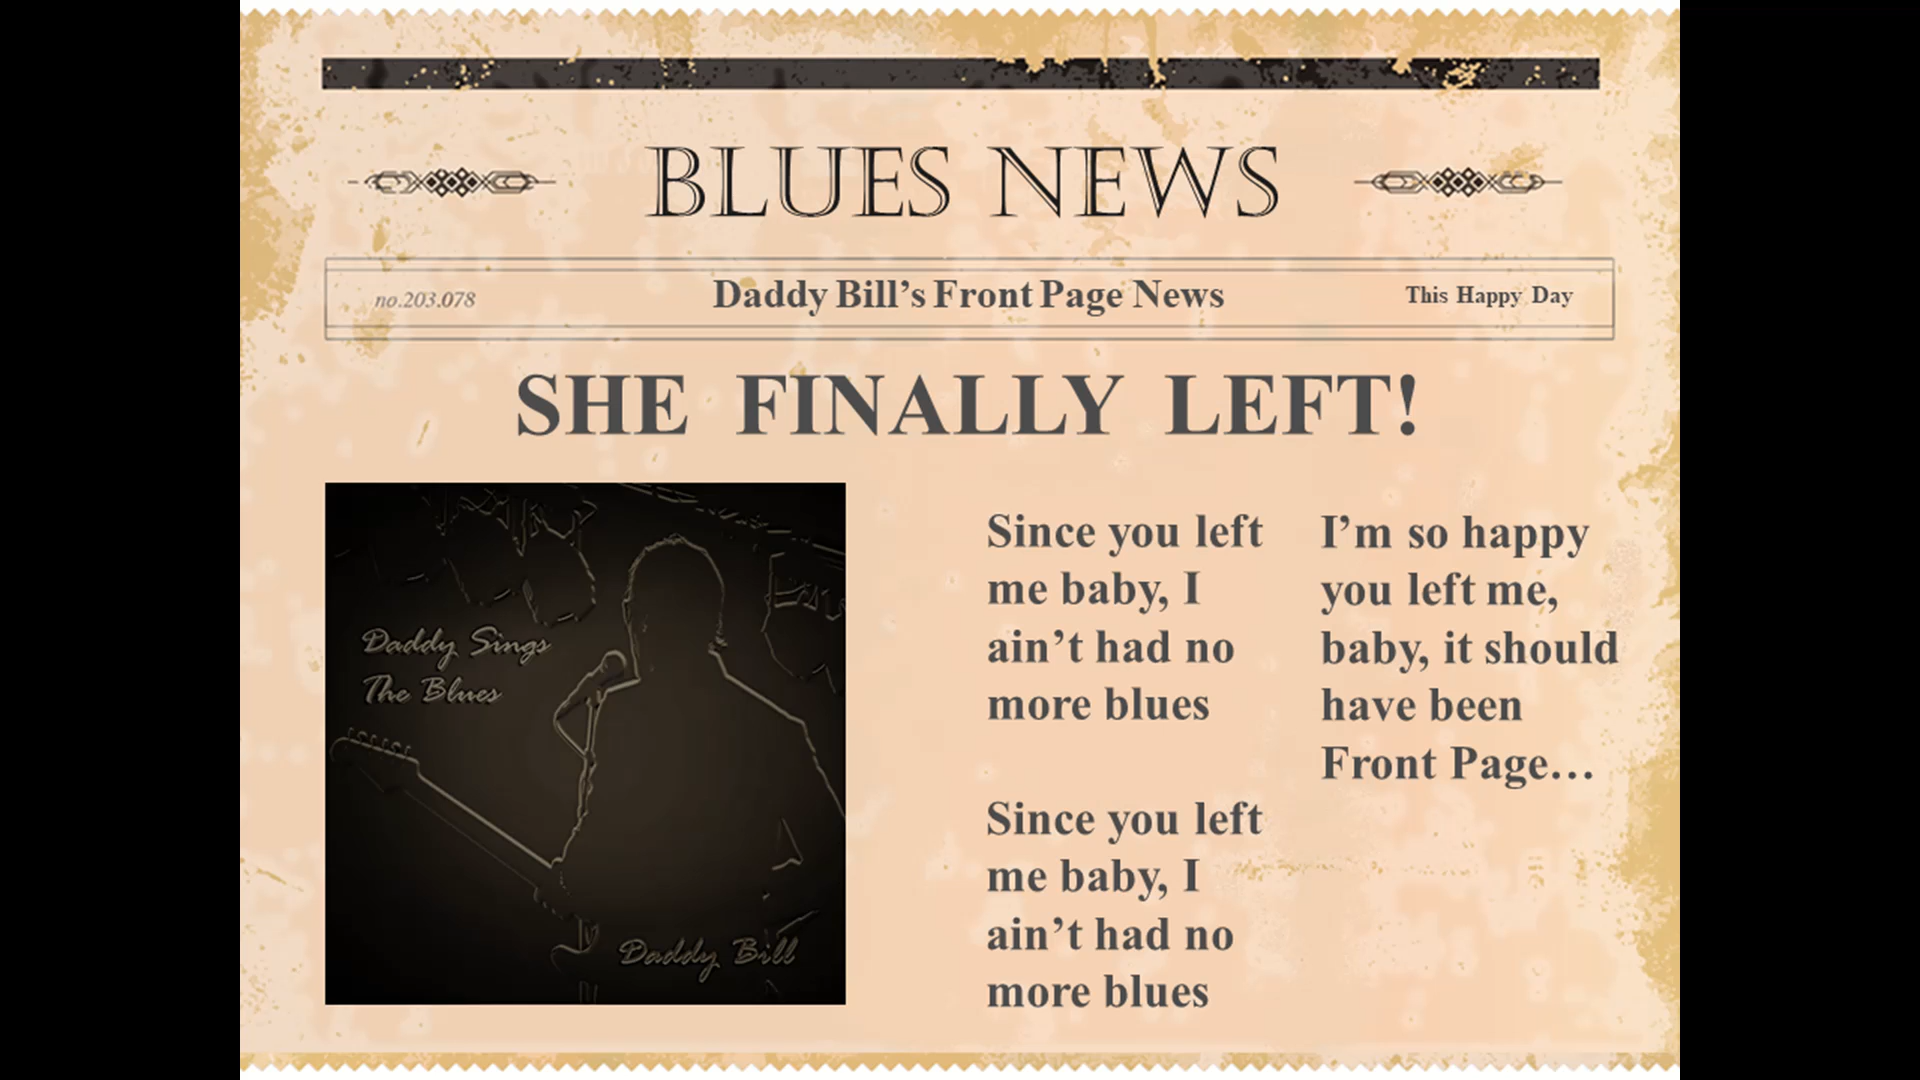 BLUES NEWS
no.203.078
Daddy Bill’s Front Page News
This Happy Day
SHE FINALLY LEFT!
Daddy Sings
The Blues
Daddy Bill
Since you left
me baby, I
ain’t had no
more blues
Since you left
me baby, I
ain’t had no
more blues
I’m so happy
you left me,
baby, it should
have been
Front Page…